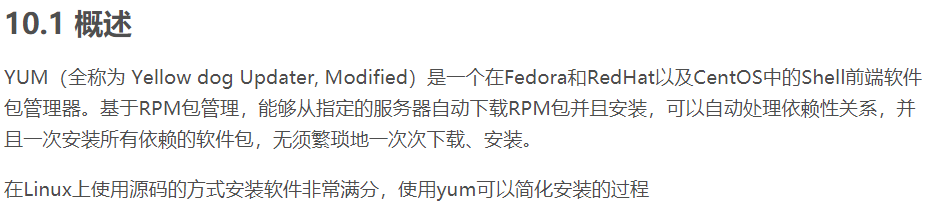 10.1 概述
YUM（全称为 Yellow dog Updater, Modified）是一个在Fedora和RedHat以及CentOS中的Shell前端软件
包管理器。基于RPM包管理，能够从指定的服务器自动下载RPM包并且安装，可以自动处理依赖性关系，并
且一次安装所有依赖的软件包，无须繁琐地一次次下载、安装。
在Linux上使用源码的方式安装软件非常满分，使用yum可以简化安装的过程